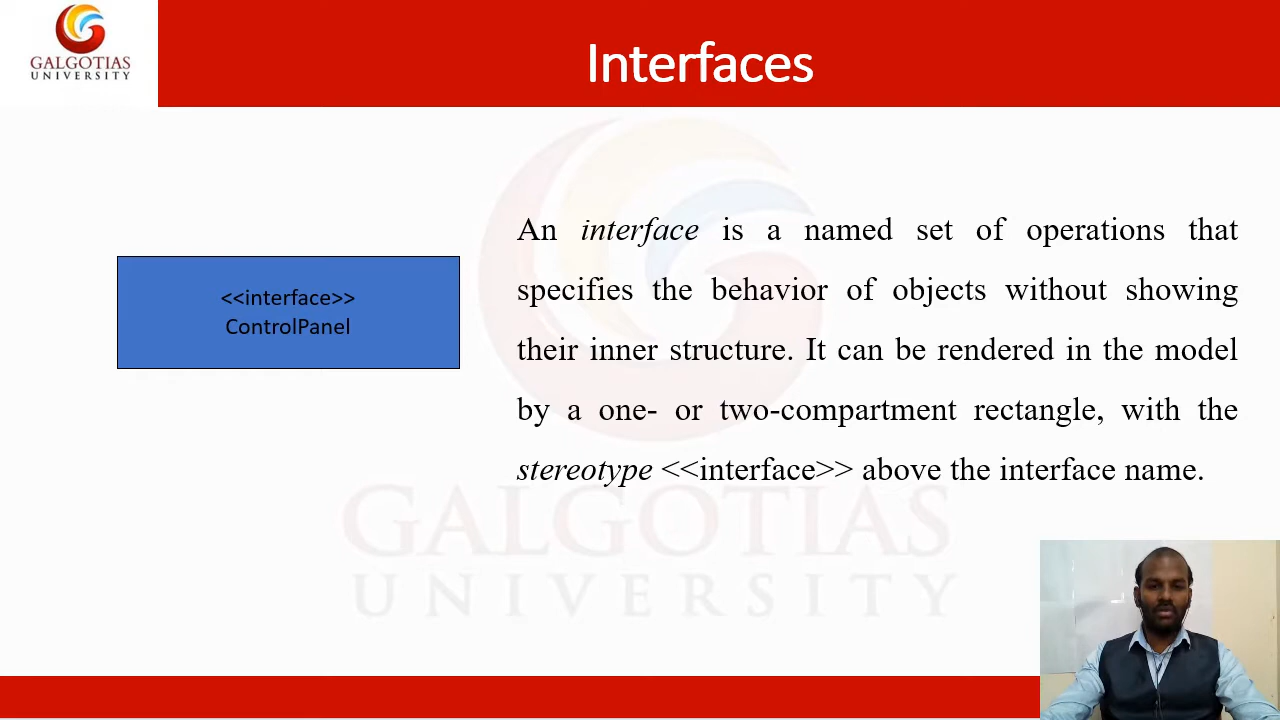 GALGOTIAS
UNIVERSITY
Interfaces
<<interface>>
ControlPanel
An interface is a named set of operations that
specifies the behavior of objects without showing
their inner structure. It can be rendered in the model
by a one- or two-compartment rectangle, with the
stereotype <<interface>> above the interface name.
GALGOTIAS
UNIVERSITY